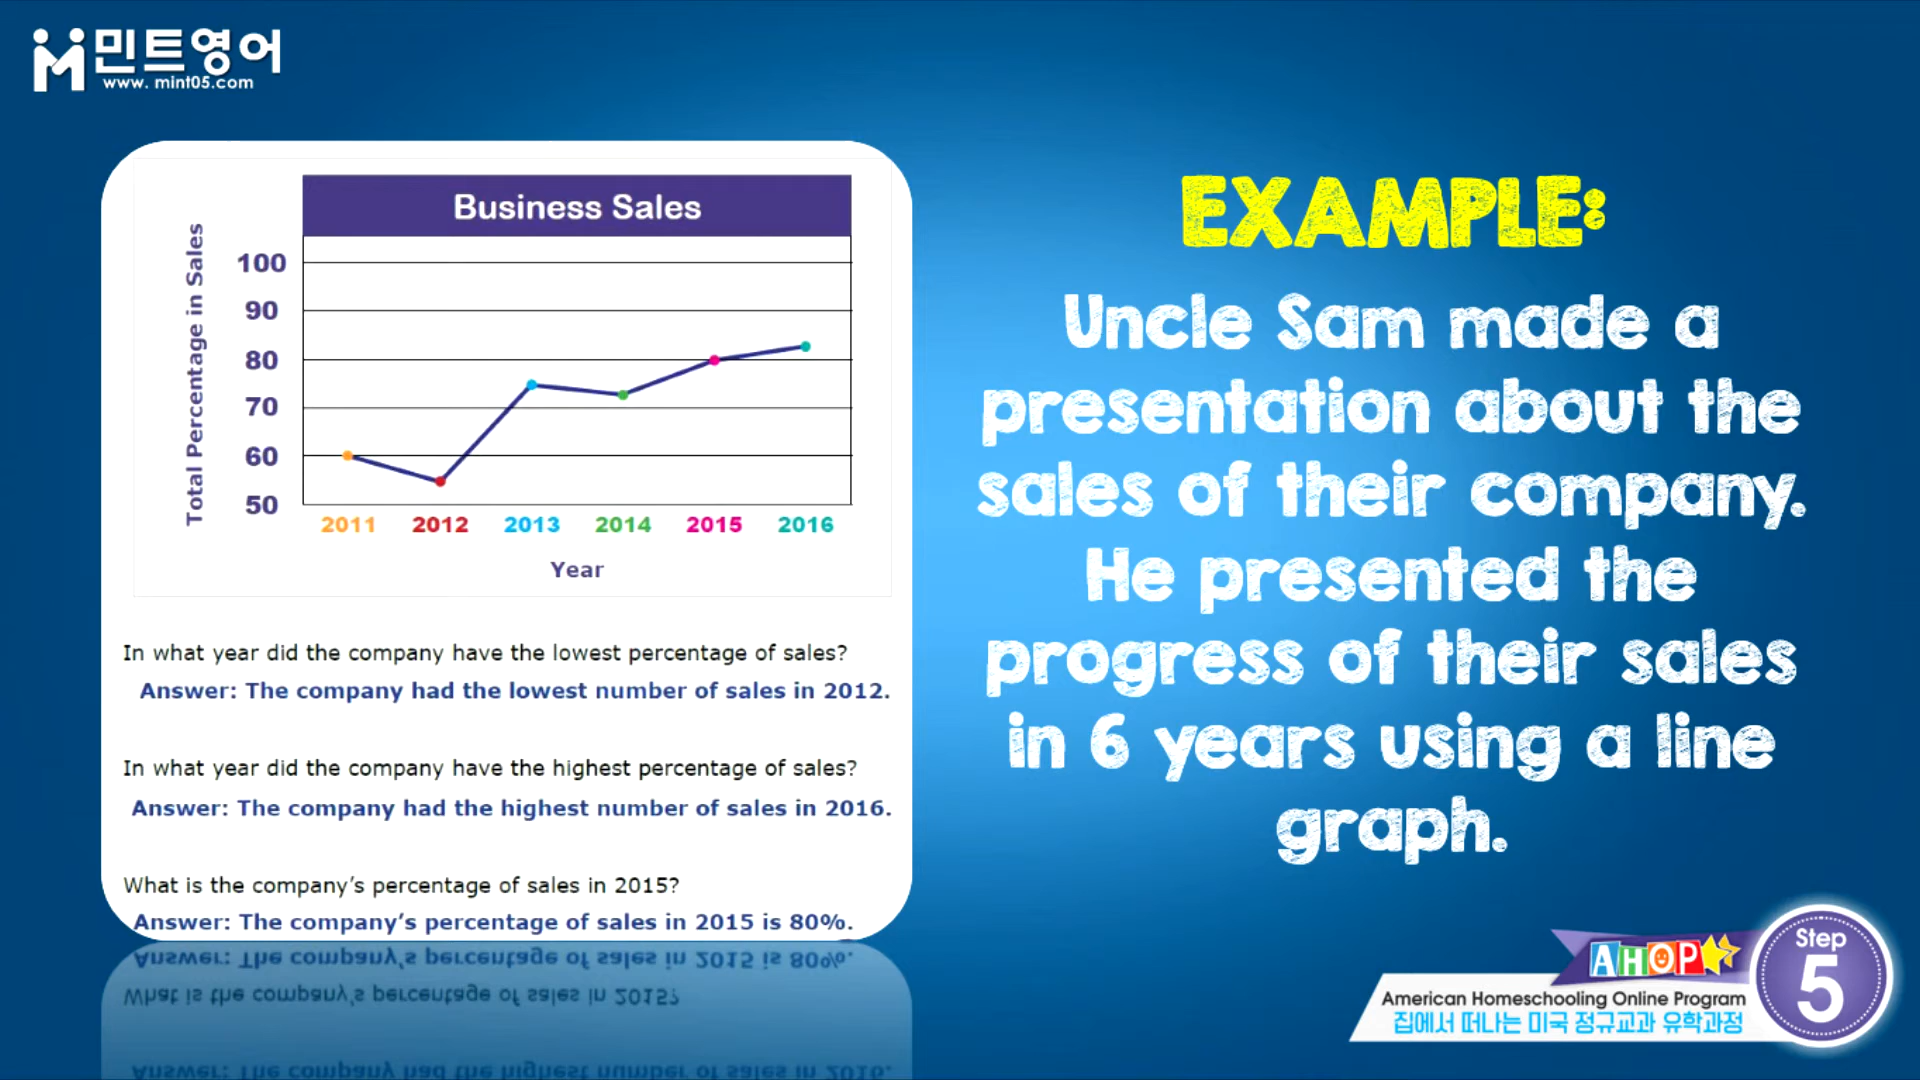 민트영어
www. mint05.com
Business Sales
Total Percentage in Sales
100
90
80
70
60
50
2011 2012 2013 2014 2015 2016
Year
In what year did the company have the lowest percentage of sales?
Answer: The company had the lowest number of sales in 2012.
In what year did the company have the highest percentage of sales?
Answer: The company had the highest number of sales in 2016.
What is the company's percentage of sales in 2015?
Answer: The company's percentage of sales in 2015 is 80%.
EXAMPLE:
Uncle Sam made a
presentation about the
sales of their company.
He presented the
progress of their sales
in 6 years using a line
graph.
AHOP
Step
5
American Homeschooling Online Program
집에서 떠나는 미국 정규교과 유학과정